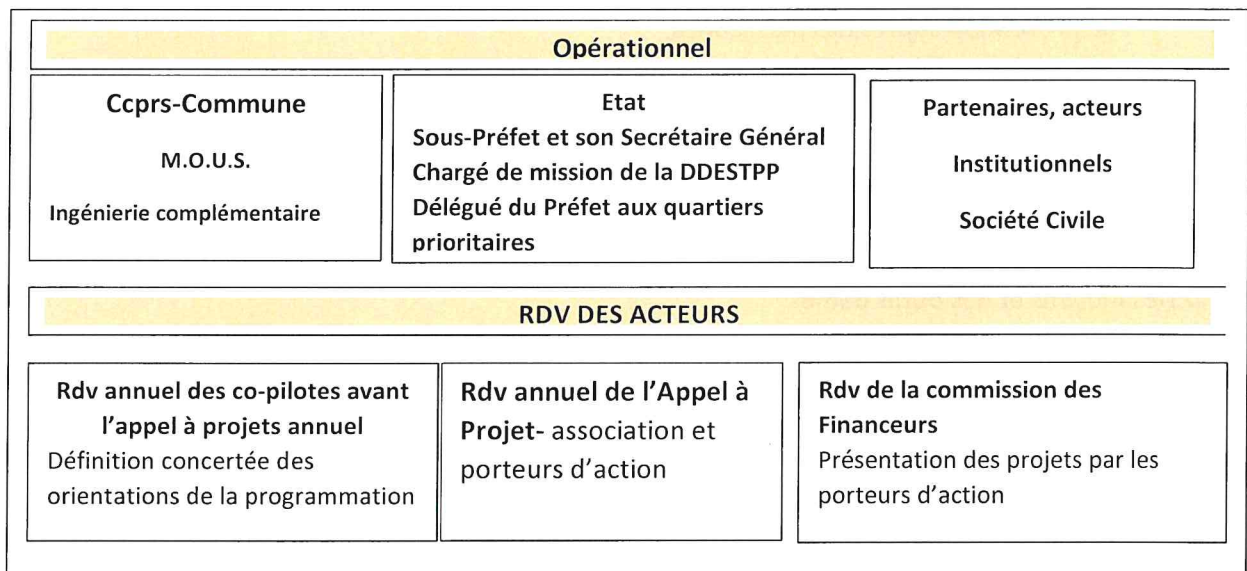 Opérationnel
Ccprs-Commune
M.O.U.S.
Ingénierie complémentaire
Etat
Sous-Préfet et son Secrétaire Général
Chargé de mission de la DDESTPP
Délégué du Préfet aux quartiers
prioritaires
Partenaires, acteurs
Institutionnels
Société Civile
RDV DES ACTEURS
Rdv annuel des co-pilotes avant
l'appel à projets annuel
Définition concertée des
orientations de la programmation
Rdv annuel de l'Appel à
Projet- association et
porteurs d'action
Rdv de la commission des
Financeurs
Présentation des projets par les
porteurs d'action